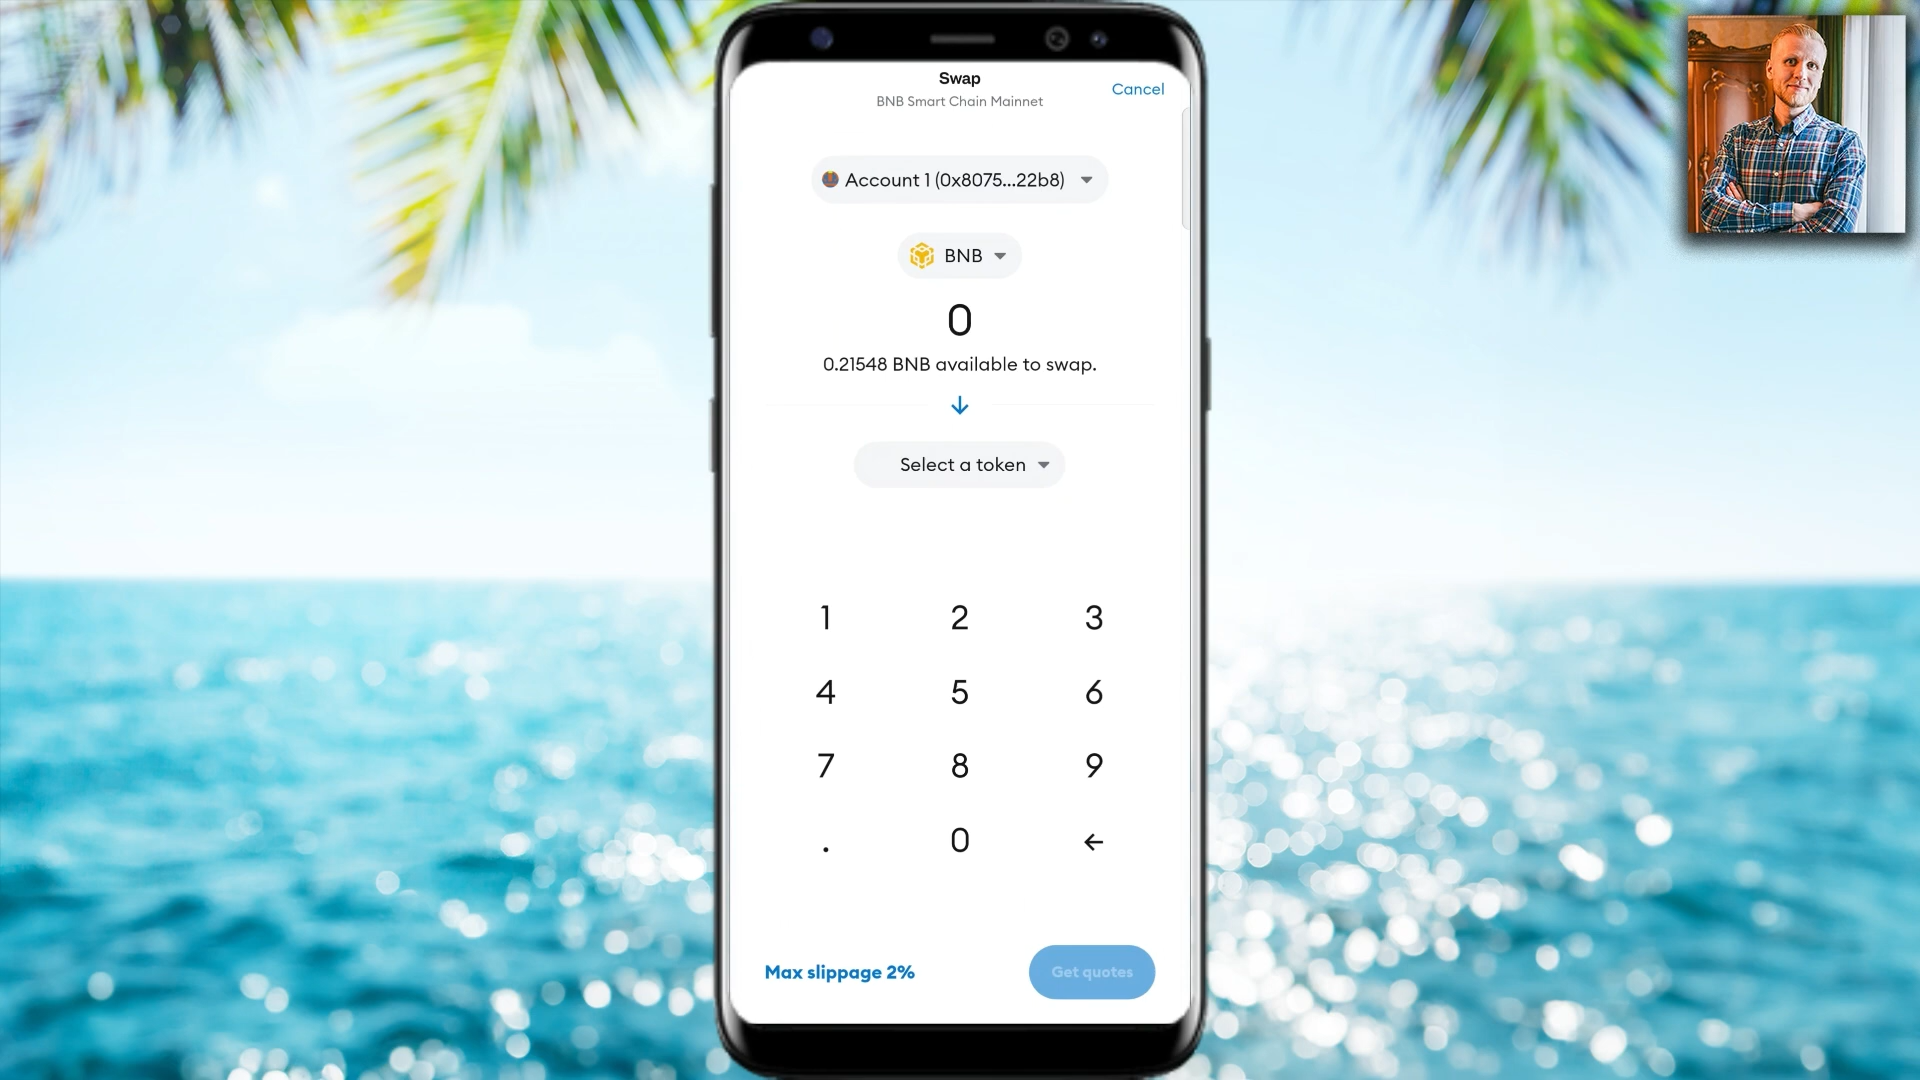 Swap
BNB Smart Chain Mainnet
Cancel
Account 1 (0x8075...22b8)
BNB
0
0.21548 BNB available to swap.
Select a token
1 2 3
4 5 6
7 8 9
. 0
Max slippage 2%
Get quotes